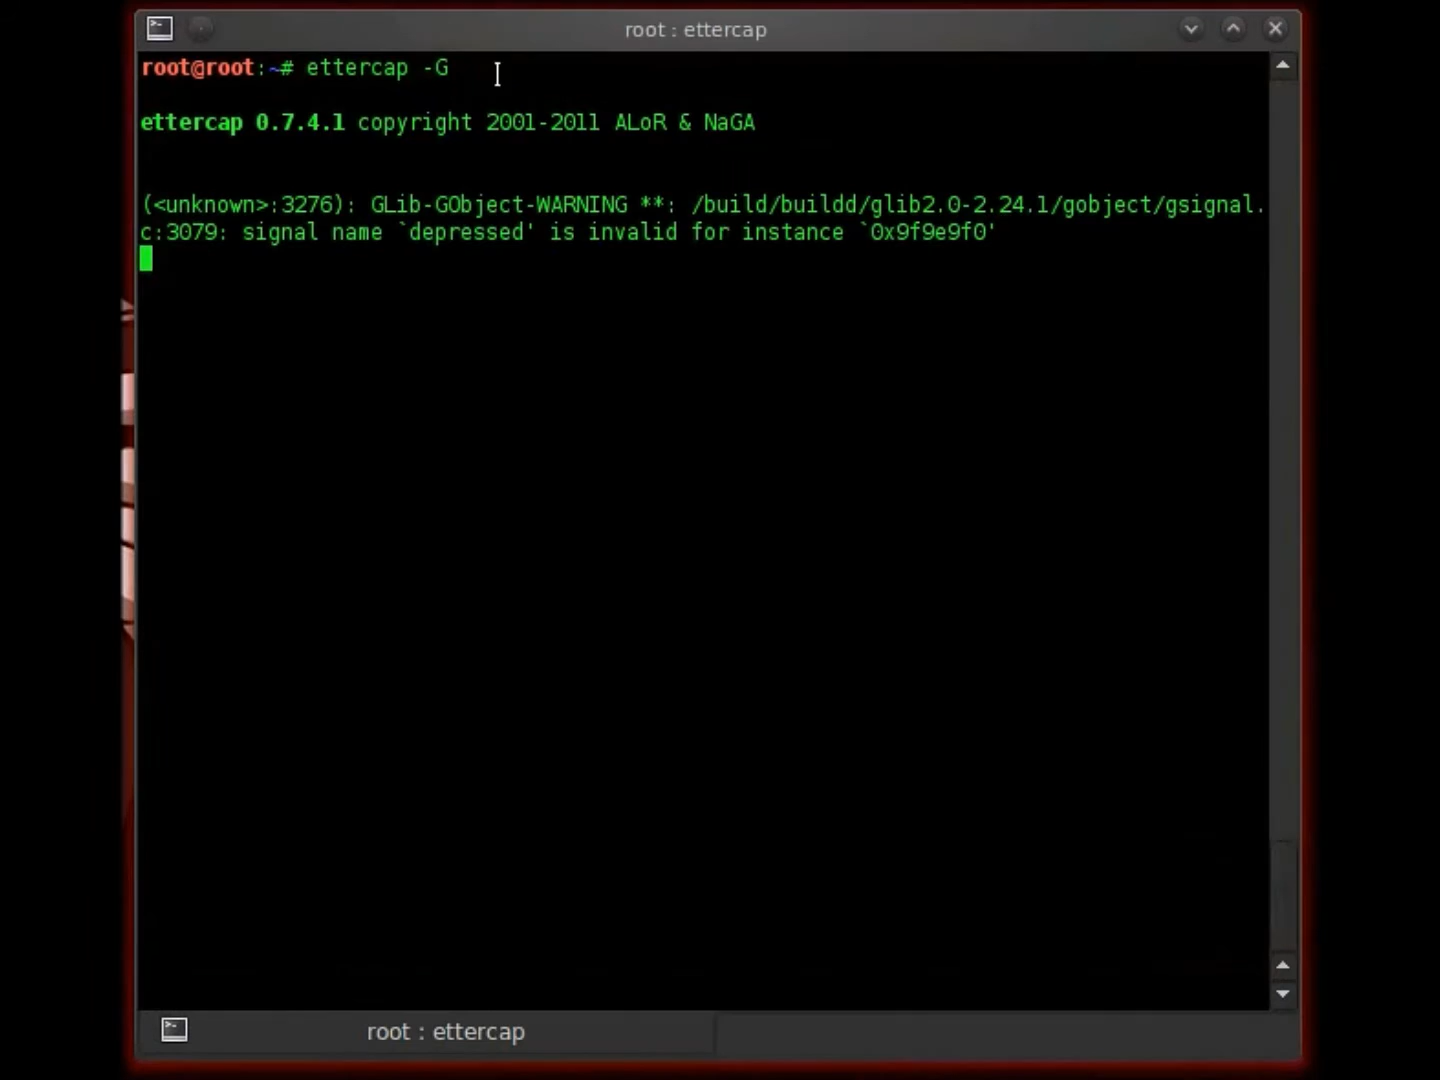 root : ettercap
root@root:~# ettercap -G
ettercap 0.7.4.1 copyright 2001-2011 ALoR & NaGA
(<unknown>:3276): GLib-GObject-WARNING **: /build/buildd/glib2.0-2.24.1/gobject/gsignal.
c:3079: signal name `depressed' is invalid for instance `0x9f9e9f0'
root : ettercap